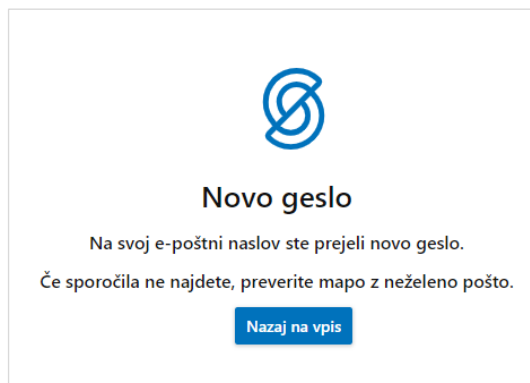 Novo geslo
Na svoj e-poštni naslov ste prejeli novo geslo.
Če sporočila ne najdete, preverite mapo z neželeno pošto.
Nazaj na vpis